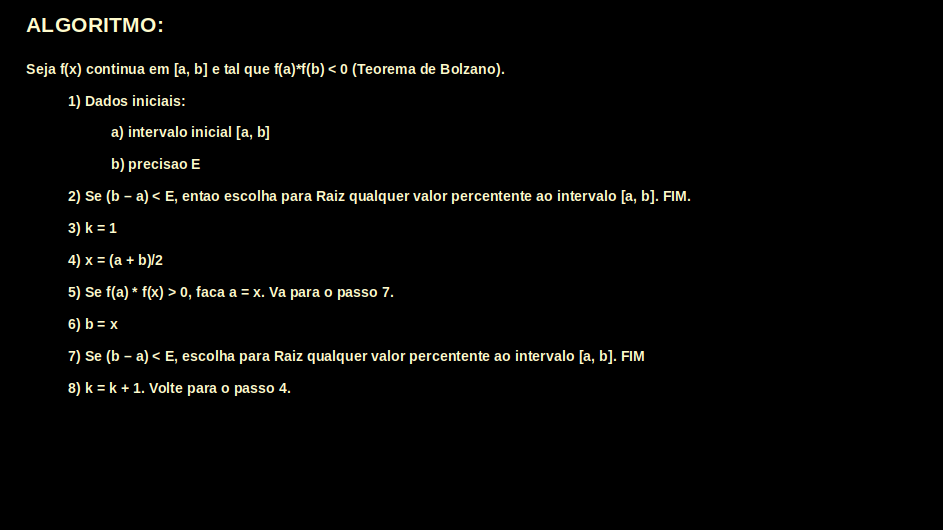 ALGORITMO:
Seja f(x) continua em [a, b] e tal que f(a)*f(b) < 0 (Teorema de Bolzano).
1) Dados iniciais:
a) intervalo inicial [a, b]
b) precisao E
2) Se (b – a) < E, entao escolha para Raiz qualquer valor percentente ao intervalo [a, b]. FIM.
3) k = 1
4) x = (a + b)/2
5) Se f(a) * f(x) > 0, faca a = x. Va para o passo 7.
6) b = x
7) Se (b – a) < E, escolha para Raiz qualquer valor percentente ao intervalo [a, b]. FIM
8) k = k + 1. Volte para o passo 4.